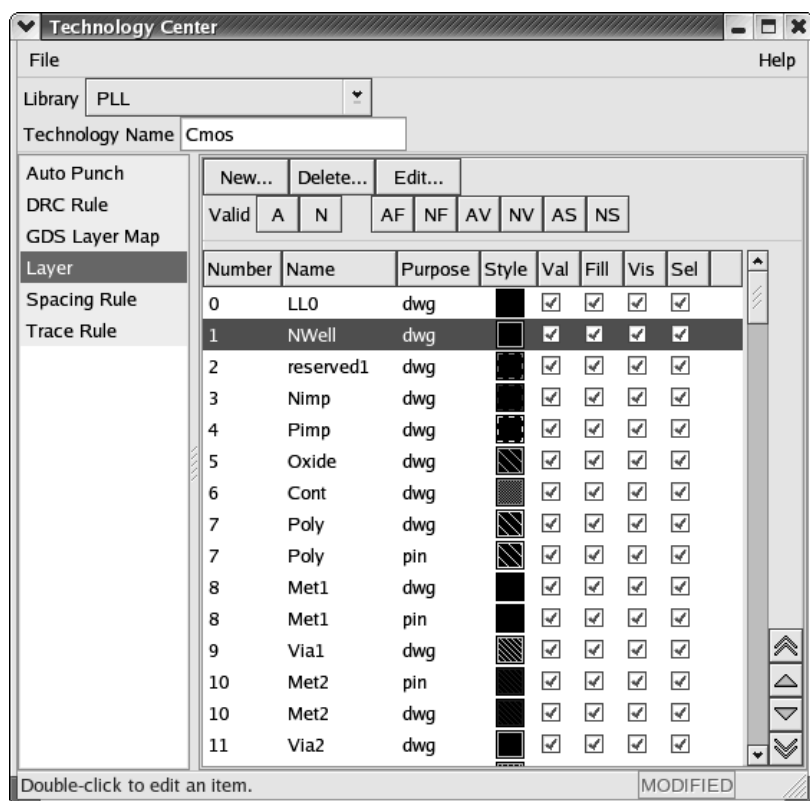 Technology Center
File Help
Library PLL
Technology Name Cmos
Auto Punch
DRC Rule
GDS Layer Map
Layer
Spacing Rule
Trace Rule
New... Delete... Edit...
Valid A N AF NF AV NV AS NS
Number Name Purpose Style Val Fill Vis Sel
0 LL0 dwg
1 NWell dwg
2 reserved1 dwg
3 Nimp dwg
4 Pimp dwg
5 Oxide dwg
6 Cont dwg
7 Poly dwg
7 Poly pin
8 Met1 dwg
8 Met1 pin
9 Via1 dwg
10 Met2 pin
10 Met2 dwg
11 Via2 dwg
Double-click to edit an item. MODIFIED